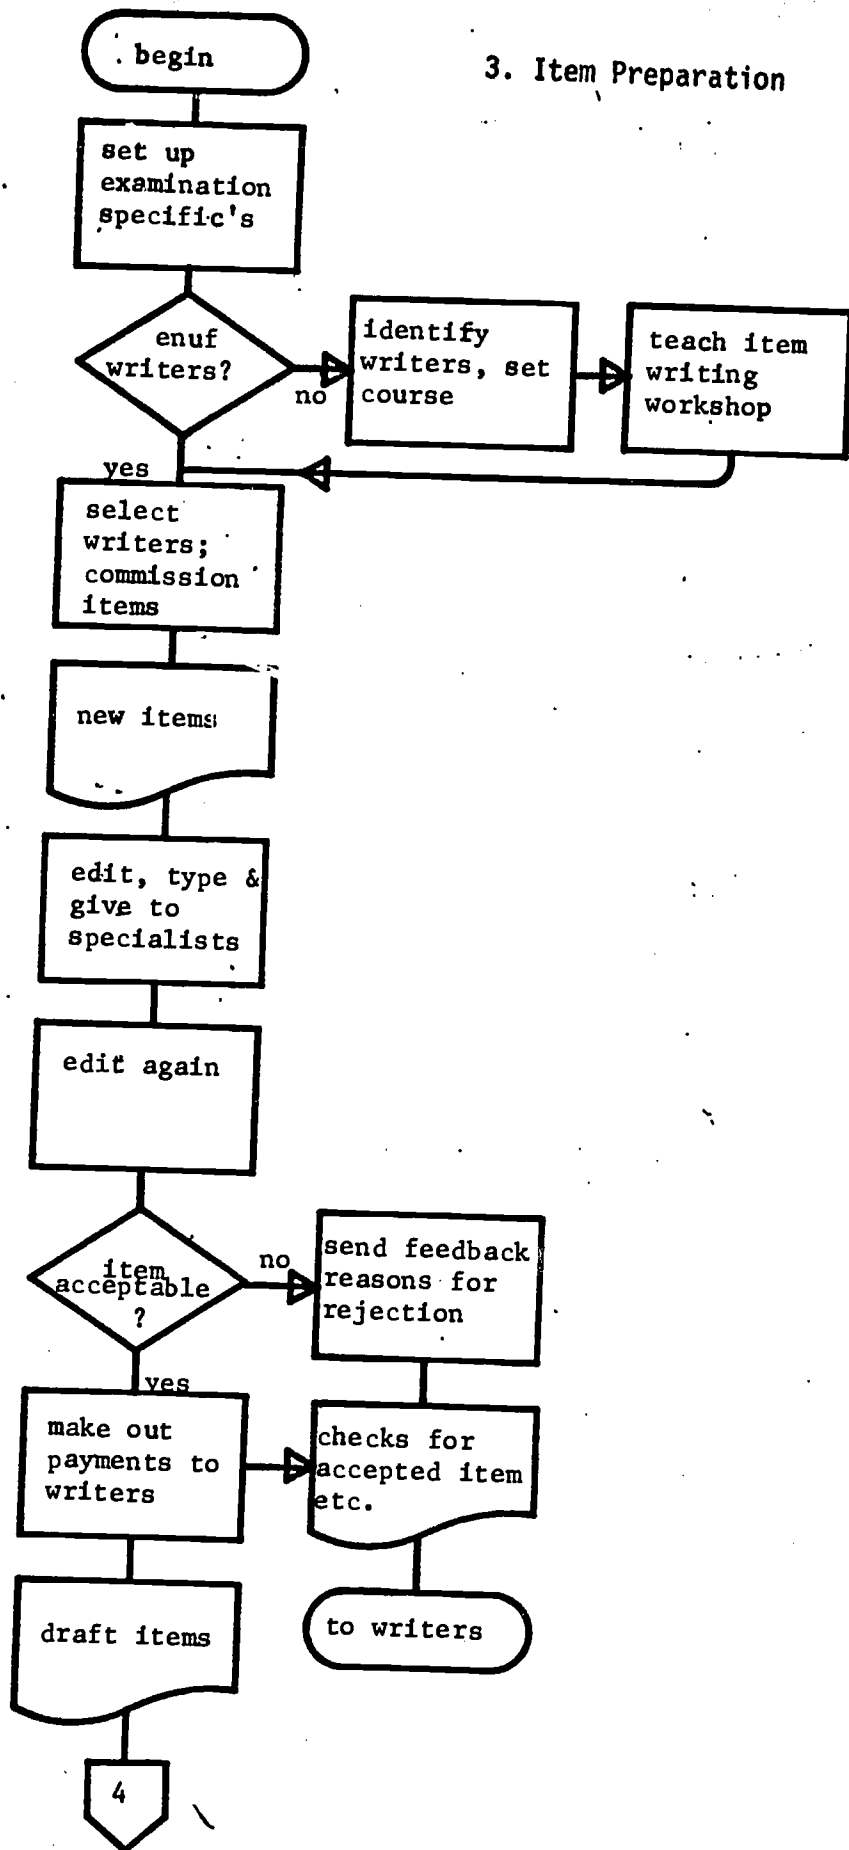 begin
3. Item Preparation
set up
examination
specific's
enuf
writers?
no
identify
writers, set
course
teach item
writing
workshop
yes
select
writers;
commission
items
new items
edit, type &
give to
specialists
edit again
item
acceptable
?
no
send feedback
reasons for
rejection
yes
make out
payments to
writers
checks for
accepted item
etc.
draft items
to writers
4